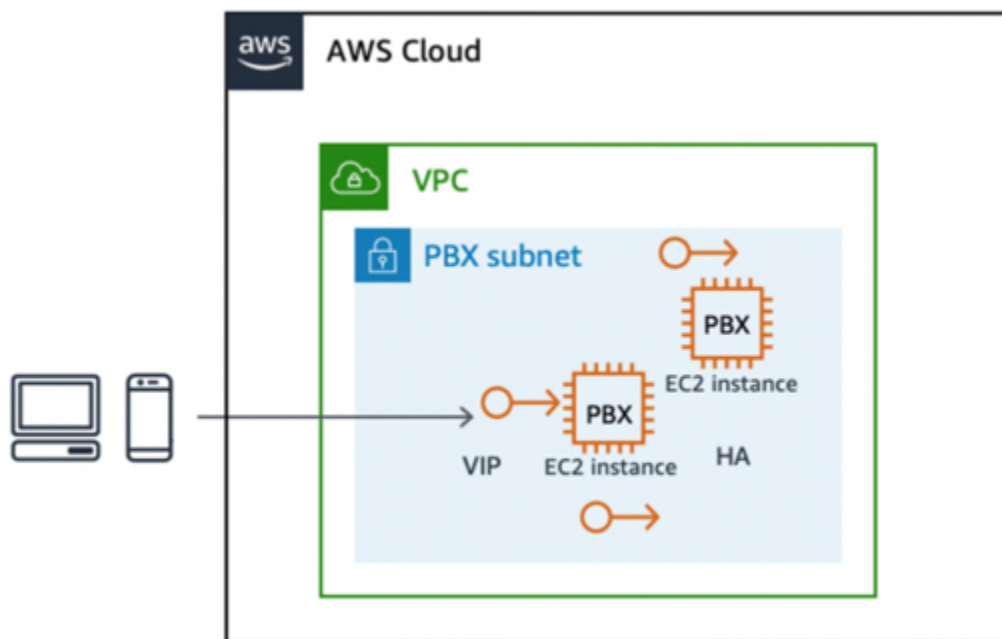 aws
AWS Cloud
VPC
PBX subnet
PBX
EC2 instance
PBX
VIP
EC2 instance
HA